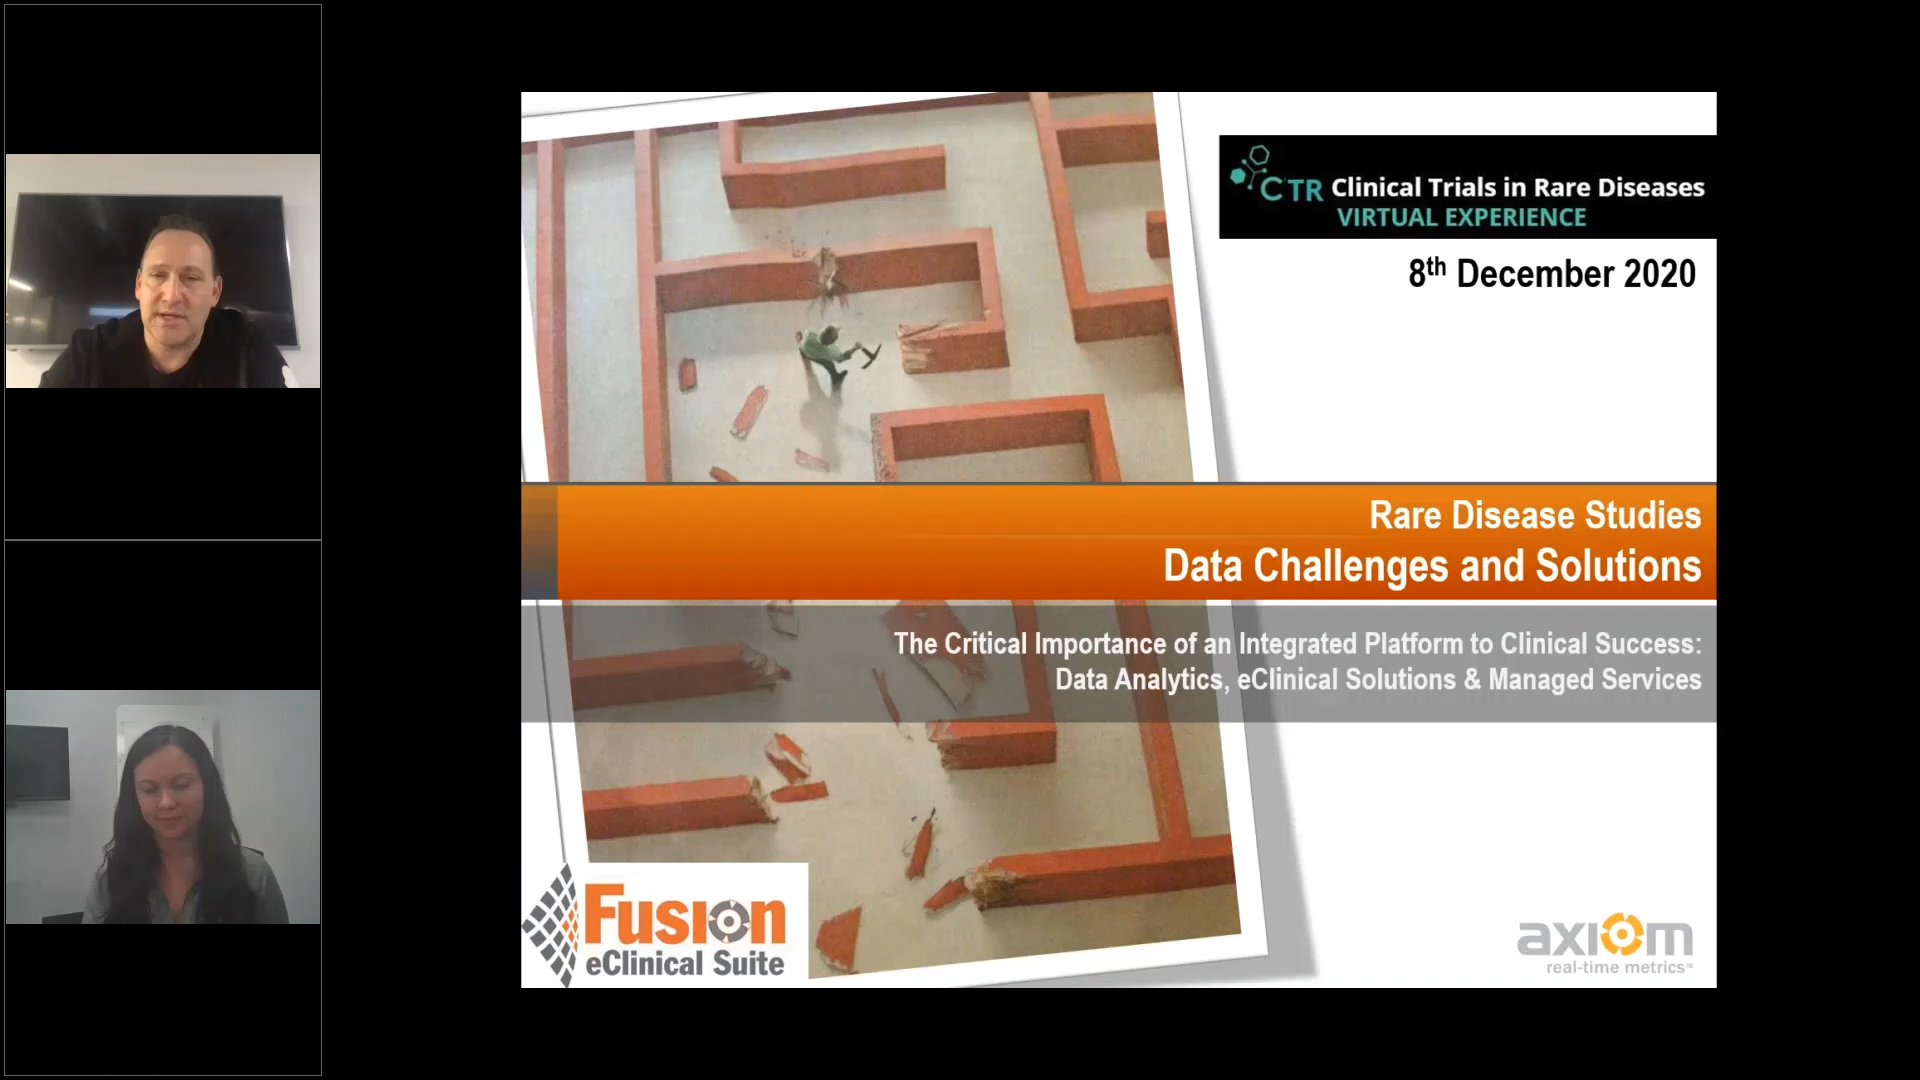 CTR Clinical Trials in Rare Diseases
VIRTUAL EXPERIENCE
8th December 2020
Rare Disease Studies
Data Challenges and Solutions
The Critical Importance of an Integrated Platform to Clinical Success:
Data Analytics, eClinical Solutions & Managed Services
Fusion
eClinical Suite
axiom
real-time metrics™